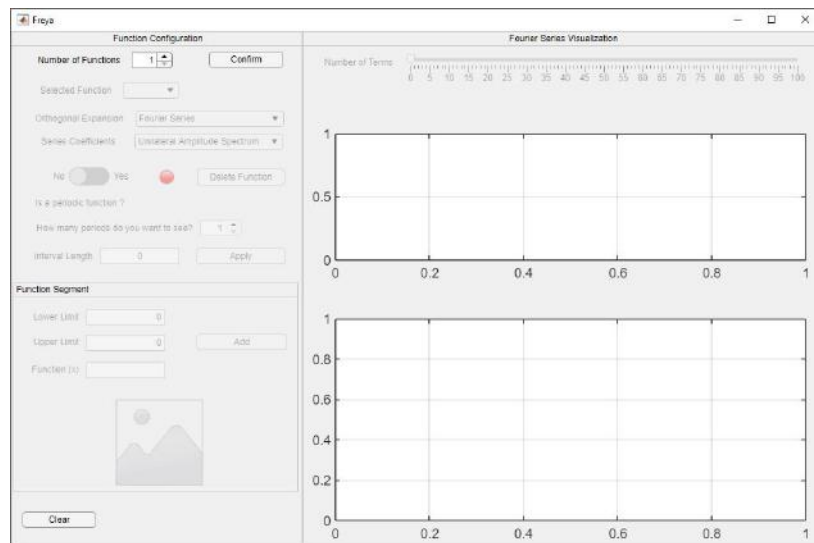 Freya
Function Configuration
Number of Functions 1 Confirm
Selected Function
Orthogonal Expansion Fourier Series
Series Coefficients Unilateral Amplitude Spectrum
No Yes Delete Function
Is a periodic function ?
How many periods do you want to see? 1
Interval Length 0 Apply
Function Segment
Lower Limit 0
Upper Limit 0 Add
Function (x)
Clear
Fourier Series Visualization
Number of Terms
0 5 10 15 20 25 30 35 40 45 50 55 60 65 70 75 80 85 90 95 100
1
0.5
0
0 0.2 0.4 0.6 0.8 1
1
0.8
0.6
0.4
0.2
0
0 0.2 0.4 0.6 0.8 1